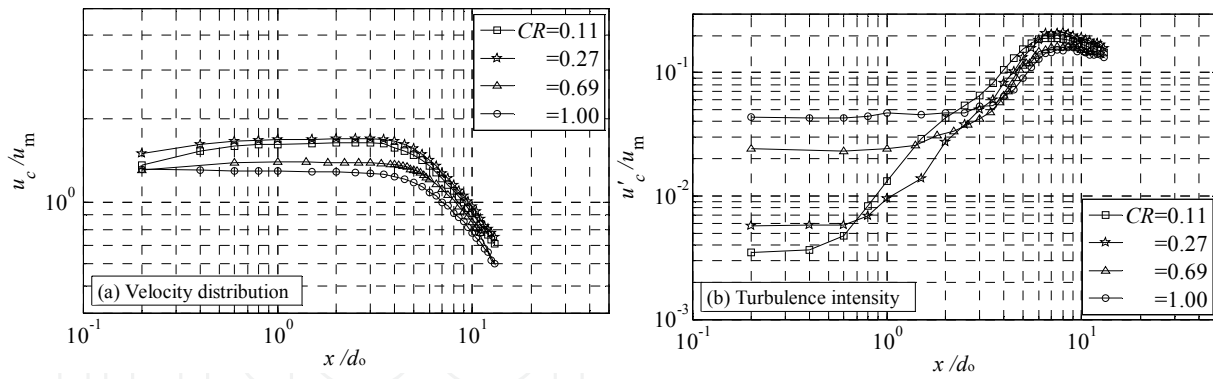 CR=0.11
=0.27
=0.69
=1.00
u_c/u_m
10^0
(a) Velocity distribution
10^-1
10^0
10^1
x/d_o
10^-1
10^-2
10^-3
u'_c/u_m
CR=0.11
=0.27
=0.69
=1.00
(b) Turbulence intensity
10^-1
10^0
10^1
x/d_o